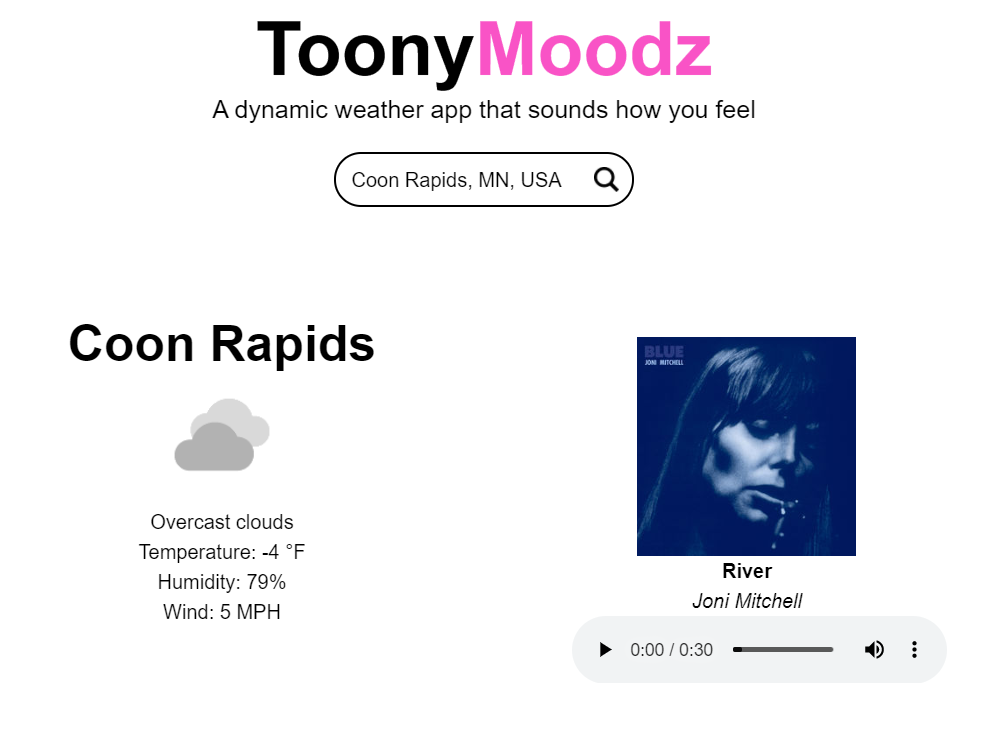 ToonyMoodz
A dynamic weather app that sounds how you feel
Coon Rapids, MN, USA
Coon Rapids
Overcast clouds
Temperature: -4 °F
Humidity: 79%
Wind: 5 MPH
BLUE
JONI MITCHELL
River
Joni Mitchell
0:00 / 0:30